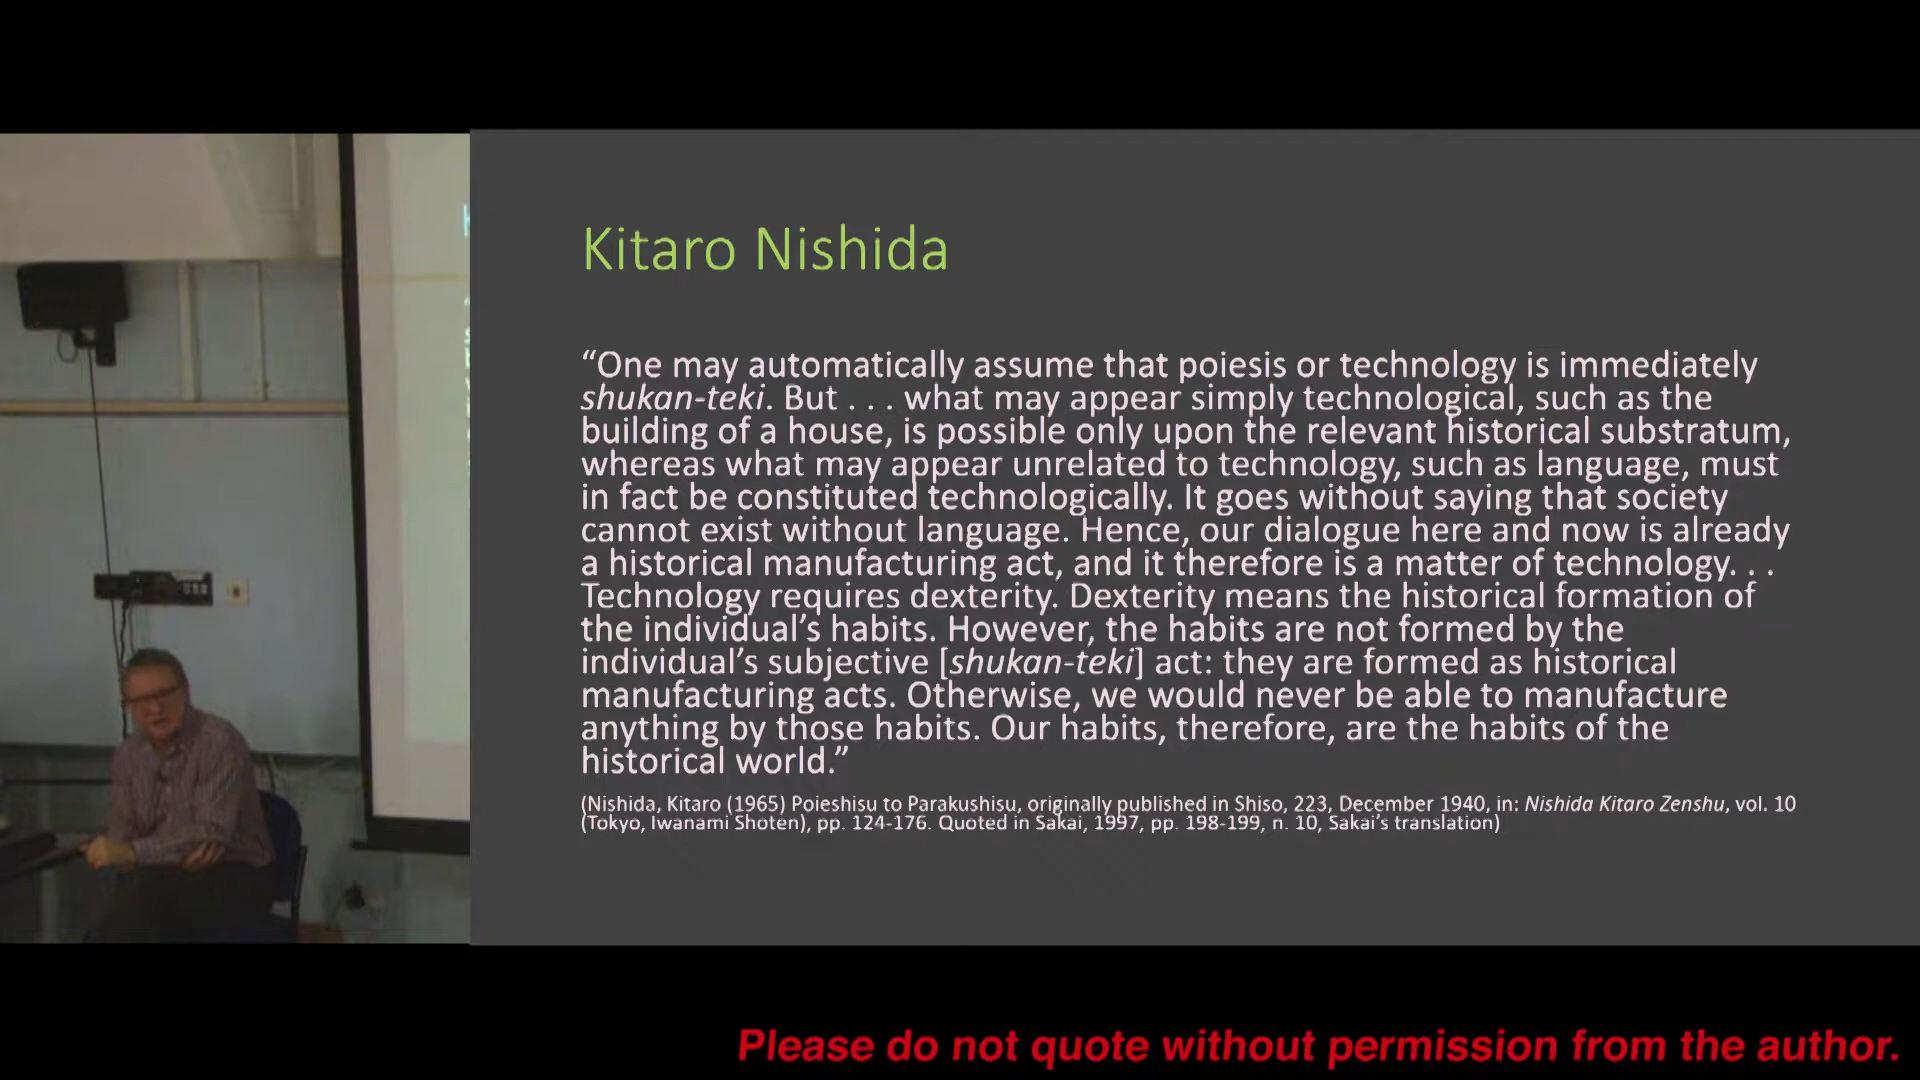 Kitaro Nishida
“One may automatically assume that poiesis or technology is immediately
shukan-teki. But . . . what may appear simply technological, such as the
building of a house, is possible only upon the relevant historical substratum,
whereas what may appear unrelated to technology, such as language, must
in fact be constituted technologically. It goes without saying that society
cannot exist without language. Hence, our dialogue here and now is already
a historical manufacturing act, and it therefore is a matter of technology. . .
Technology requires dexterity. Dexterity means the historical formation of
the individual’s habits. However, the habits are not formed by the
individual’s subjective [shukan-teki] act: they are formed as historical
manufacturing acts. Otherwise, we would never be able to manufacture
anything by those habits. Our habits, therefore, are the habits of the
historical world.”
(Nishida, Kitaro (1965) Poieshisu to Parakushisu, originally published in Shiso, 223, December 1940, in: Nishida Kitaro Zenshu, vol. 10
(Tokyo, Iwanami Shoten), pp. 124-176. Quoted in Sakai, 1997, pp. 198-199, n. 10, Sakai’s translation)
Please do not quote without permission from the author.